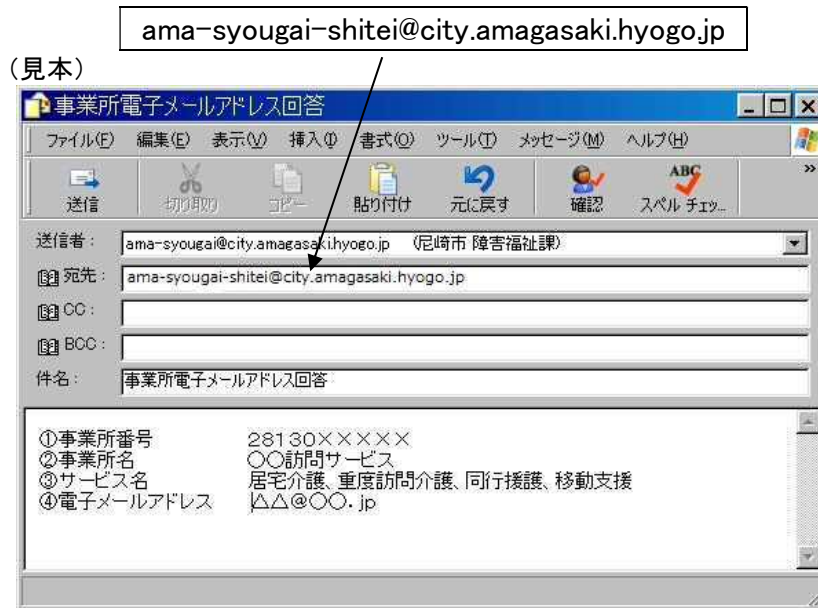 ama-syougai-shitei@city.amagasaki.hyogo.jp
（見本）
事業所電子メールアドレス回答
ファイル(F) 編集(E) 表示(V) 挿入(I) 書式(O) ツール(T) メッセージ(M) ヘルプ(H)
送信 切り取り コピー 貼り付け 元に戻す 確認 ABC スペル チェッ... »
送信者： ama-syougai@city.amagasaki.hyogo.jp （尼崎市 障害福祉課）
宛先： ama-syougai-shitei@city.amagasaki.hyogo.jp
CC：
BCC：
件名： 事業所電子メールアドレス回答
①事業所番号 28130×××××
②事業所名 〇〇訪問サービス
③サービス名 居宅介護、重度訪問介護、同行援護、移動支援
④電子メールアドレス △△@〇〇.jp